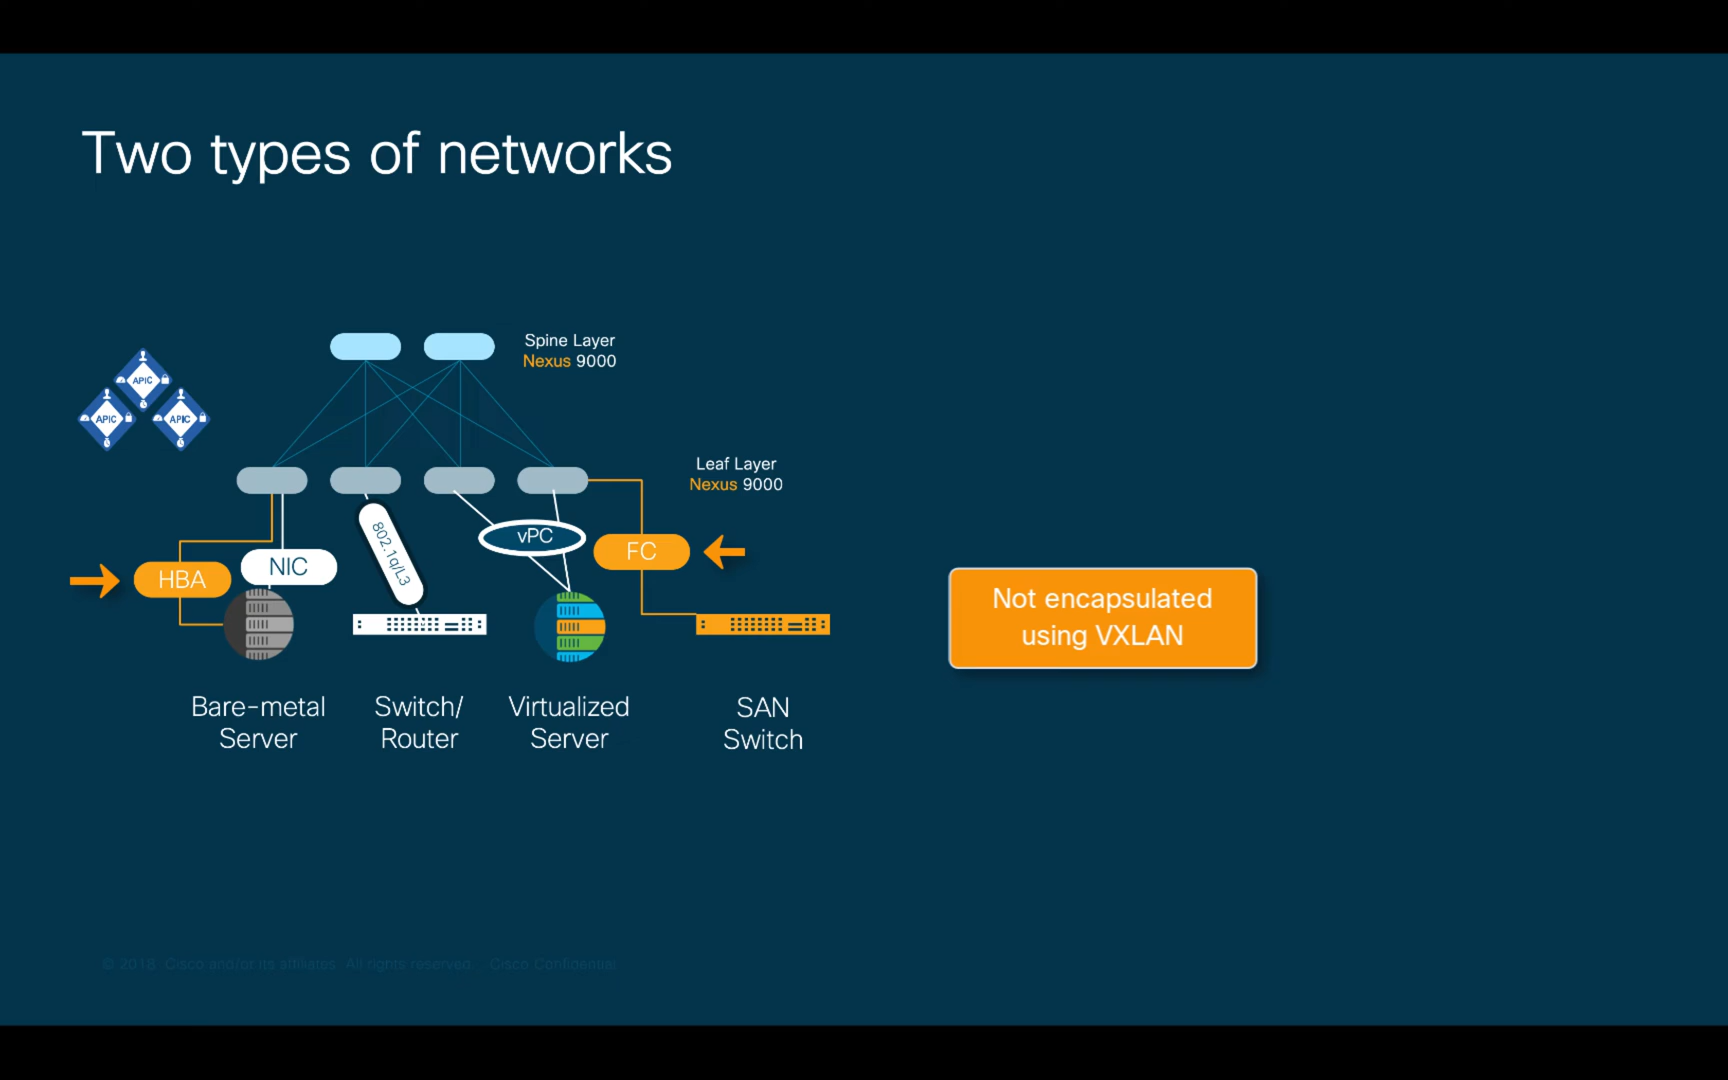 Two types of networks
Spine Layer
Nexus 9000
APIC
APIC
APIC
Leaf Layer
Nexus 9000
802.1q/L3
vPC
FC
HBA
NIC
Not encapsulated
using VXLAN
Bare-metal
Server
Switch/
Router
Virtualized
Server
SAN
Switch
© 2018 Cisco and/or its affiliates. All rights reserved. Cisco Confidential